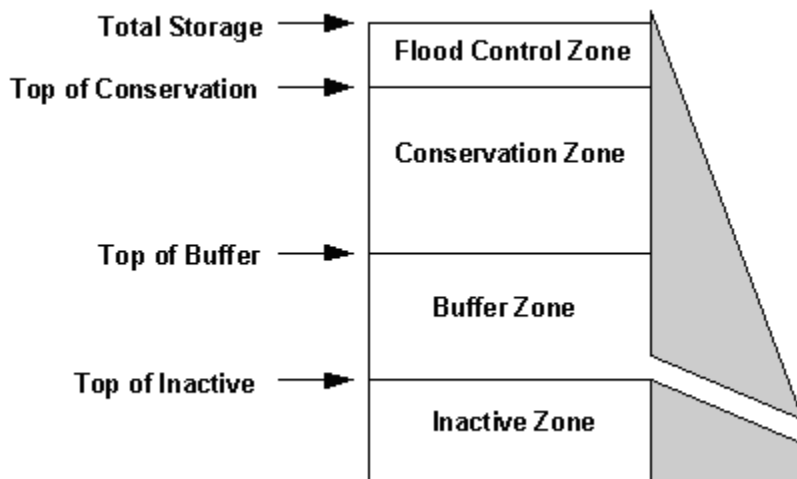 Total Storage
Flood Control Zone
Top of Conservation
Conservation Zone
Top of Buffer
Buffer Zone
Top of Inactive
Inactive Zone